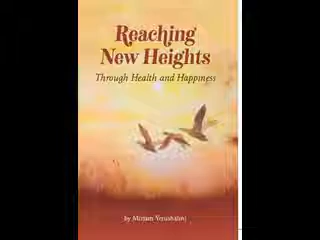 Reaching
New Heights
Through Health and Happiness
by Miriam Yerushalmi